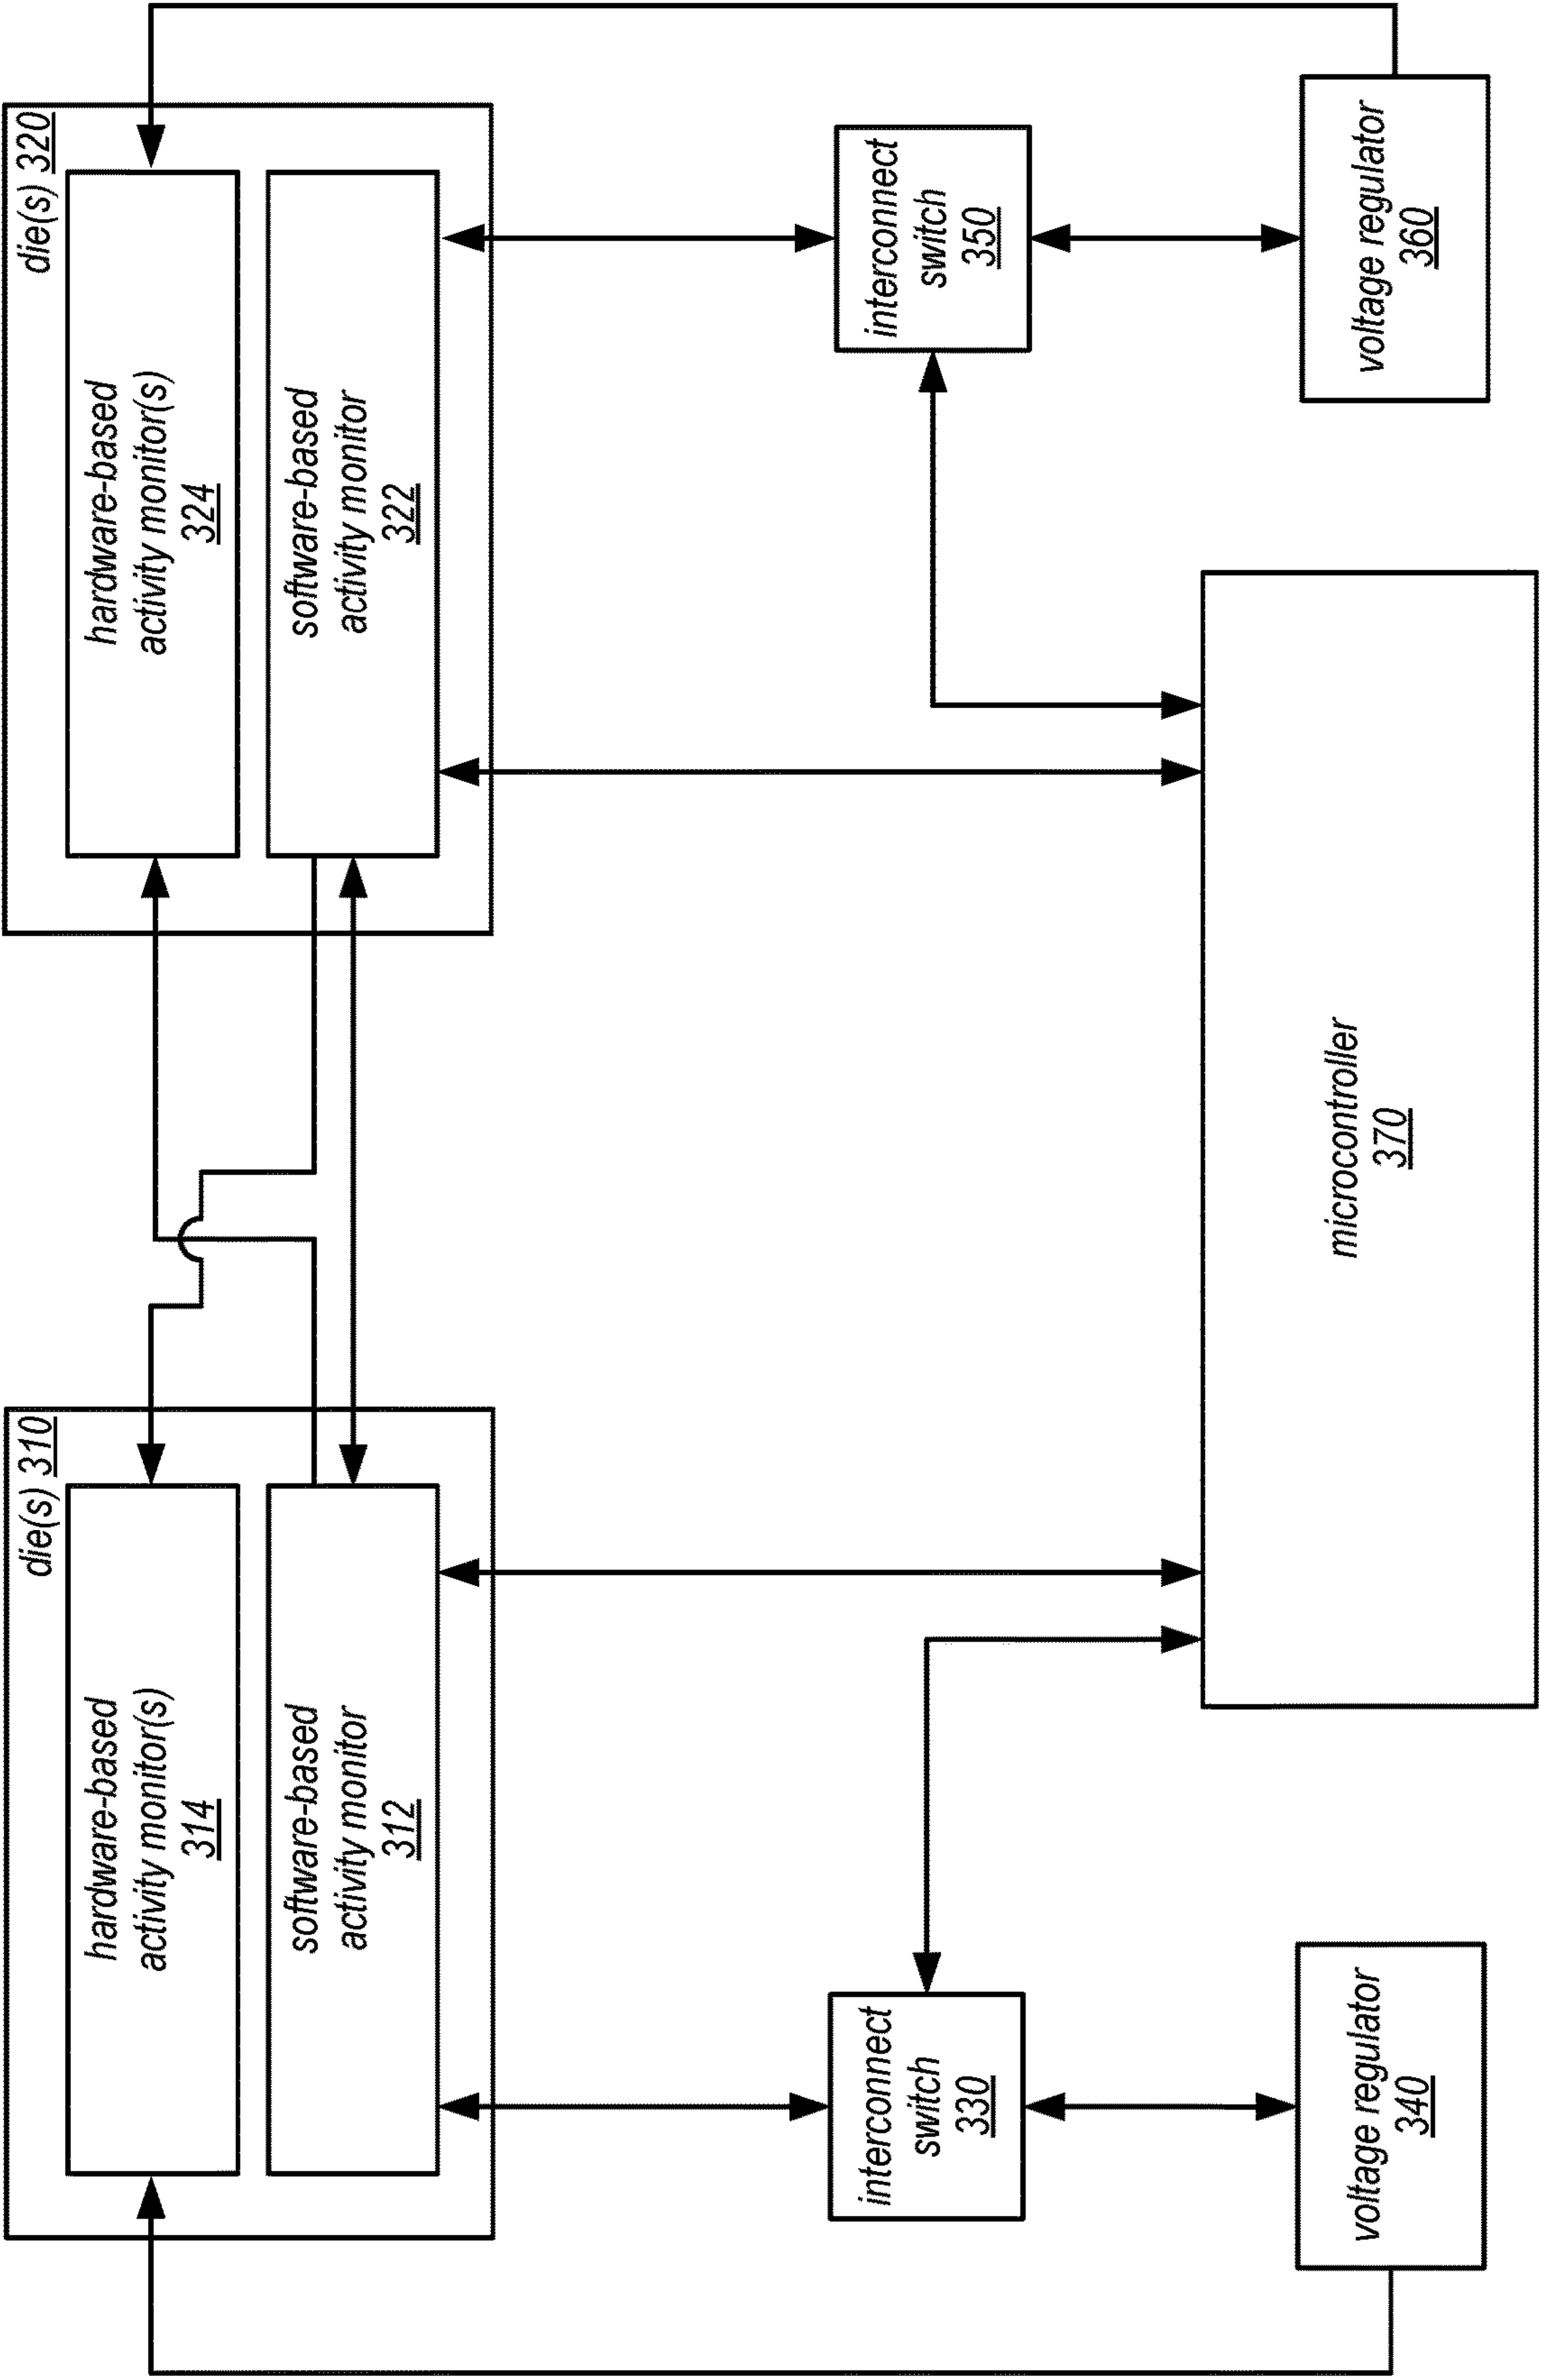 die(s) 310
hardware-based
activity monitor(s)
314
software-based
activity monitor
312
die(s) 320
hardware-based
activity monitor(s)
324
software-based
activity monitor
322
interconnect
switch
330
interconnect
switch
350
voltage regulator
340
microcontroller
370
voltage regulator
360